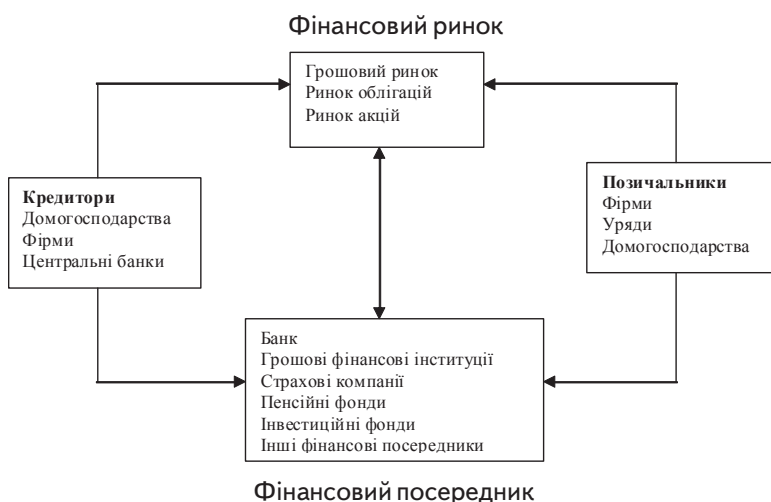 Фінансовий ринок
Грошовий ринок
Ринок облігацій
Ринок акцій
Кредитори
Домогосподарства
Фірми
Центральні банки
Позичальники
Фірми
Уряди
Домогосподарства
Банк
Грошові фінансові інституції
Страхові компанії
Пенсійні фонди
Інвестиційні фонди
Інші фінансові посередники
Фінансовий посередник